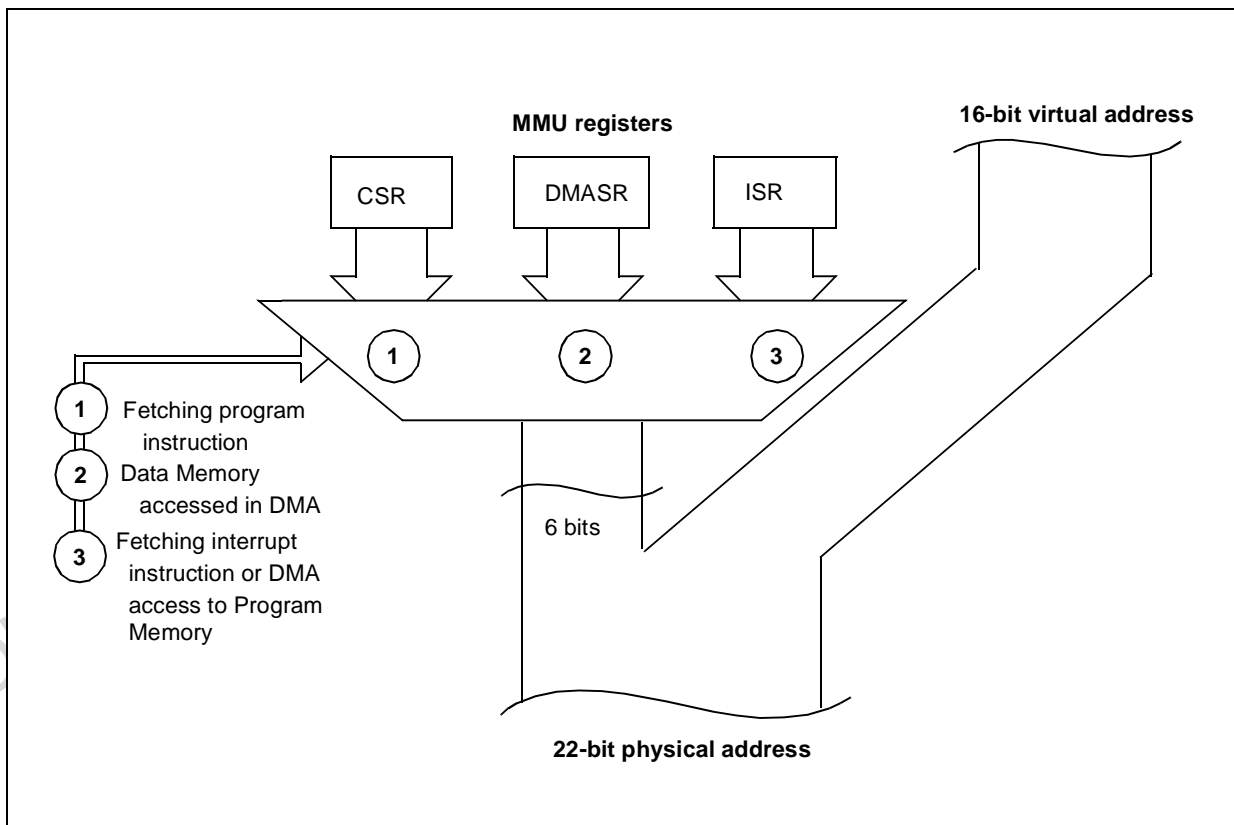 16-bit virtual address
MMU registers
CSR
DMASR
ISR
1
2
3
1
Fetching program
instruction
2
Data Memory
accessed in DMA
3
Fetching interrupt
instruction or DMA
access to Program
Memory
6 bits
22-bit physical address